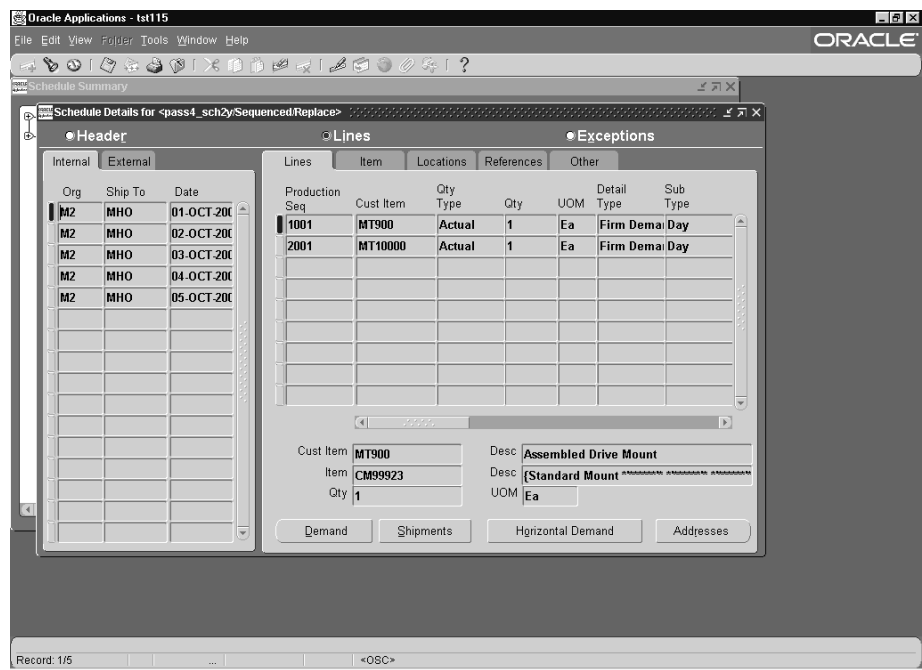 Oracle Applications - tst115
File Edit View Folder Tools Window Help
ORACLE
Schedule Summary
Schedule Details for <pass4_sch2y/Sequenced/Replace>
Header Lines Exceptions
Internal External
Lines Item Locations References Other
Org Ship To Date
Production Seq Cust Item Qty Type Qty UOM Detail Type Sub Type
M2 MHO 01-OCT-200
M2 MHO 02-OCT-200
M2 MHO 03-OCT-200
M2 MHO 04-OCT-200
M2 MHO 05-OCT-200
1001 MT900 Actual 1 Ea Firm Demar Day
2001 MT10000 Actual 1 Ea Firm Demar Day
Cust Item MT900 Desc Assembled Drive Mount
Item CM99923 Desc {Standard Mount ********* ********* *********
Qty 1 UOM Ea
Demand Shipments Horizontal Demand Addresses
Record: 1/5 ... <OSC>